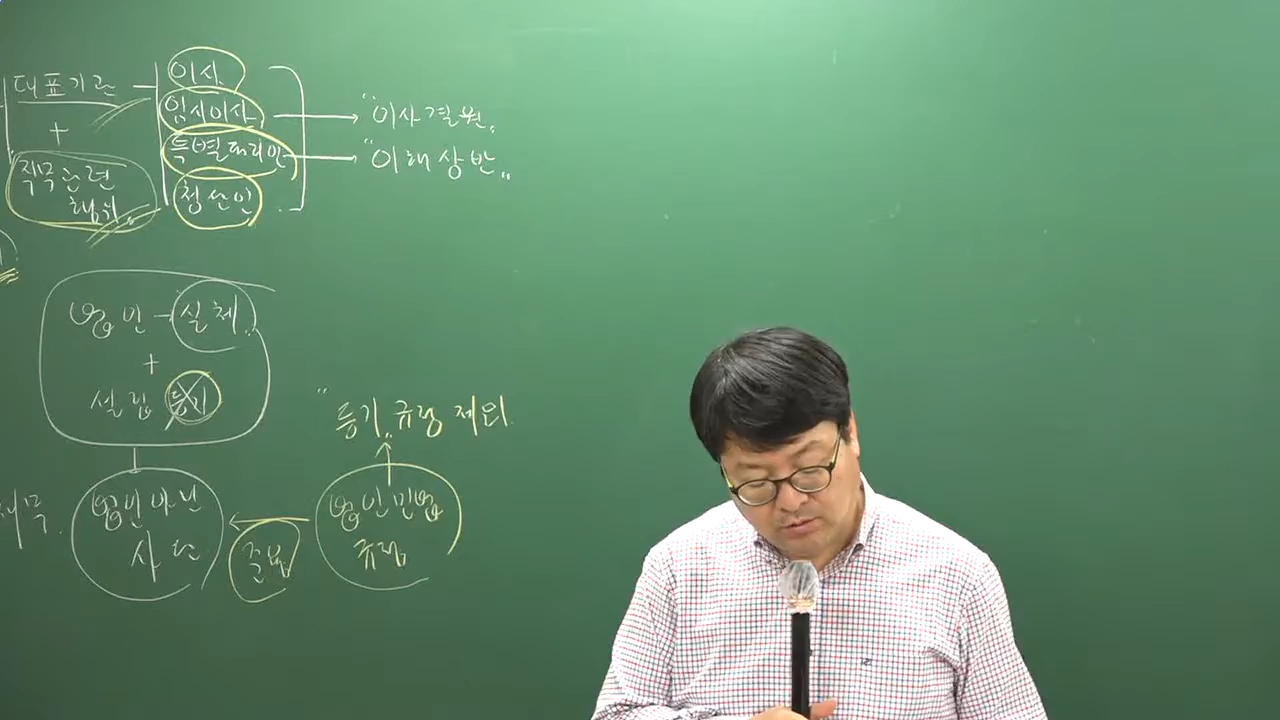 대표기관
+
직무관련
행위
이사
임시이사
특별대리인
청산인
"이사결원"
"이해상반"
법인 - 실체
+
설립 등기
법인아닌
사단
준용
법인민법
규정
"등기" 규정 제외